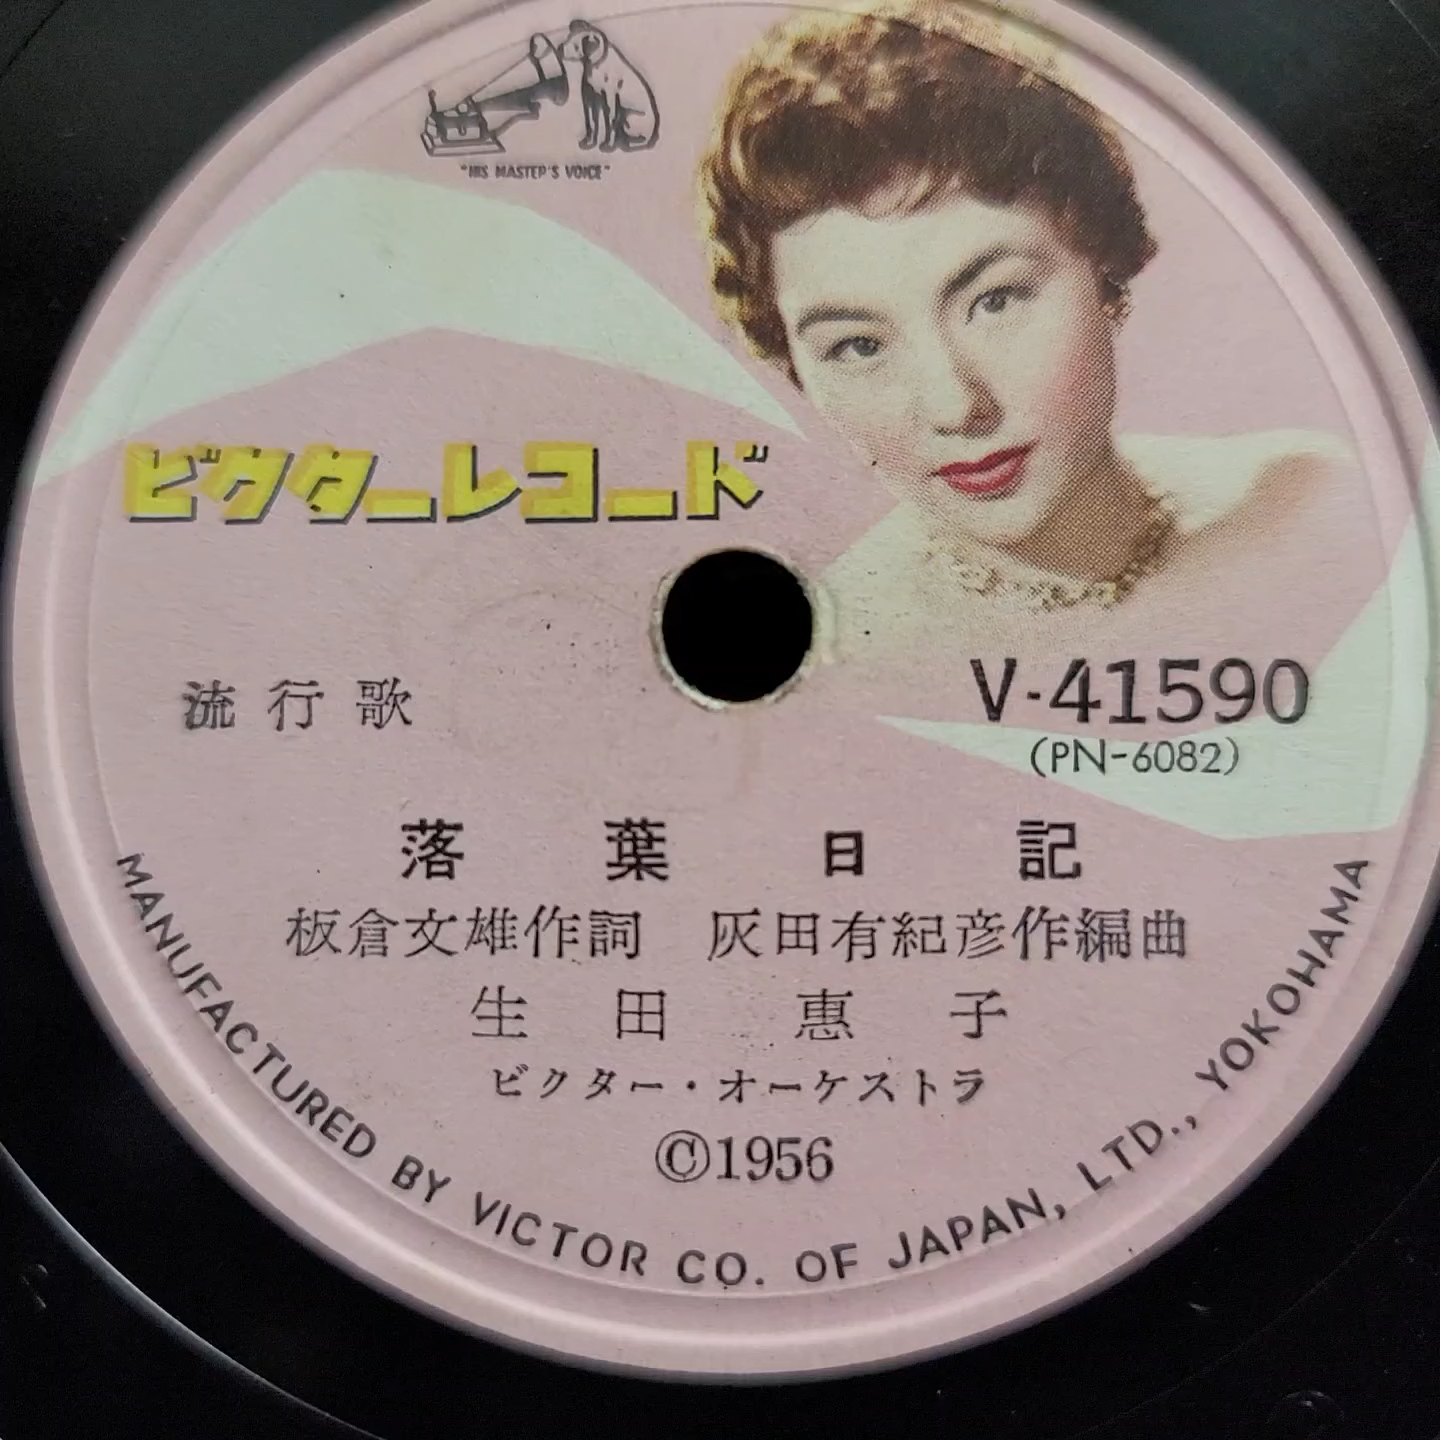 "HIS MASTER'S VOICE"
ビクターレコード
流行歌
V-41590
(PN-6082)
落葉日記
板倉文雄作詞 灰田有紀彦作編曲
生田恵子
ビクター・オーケストラ
©1956
MANUFACTURED BY VICTOR CO. OF JAPAN, LTD., YOKOHAMA